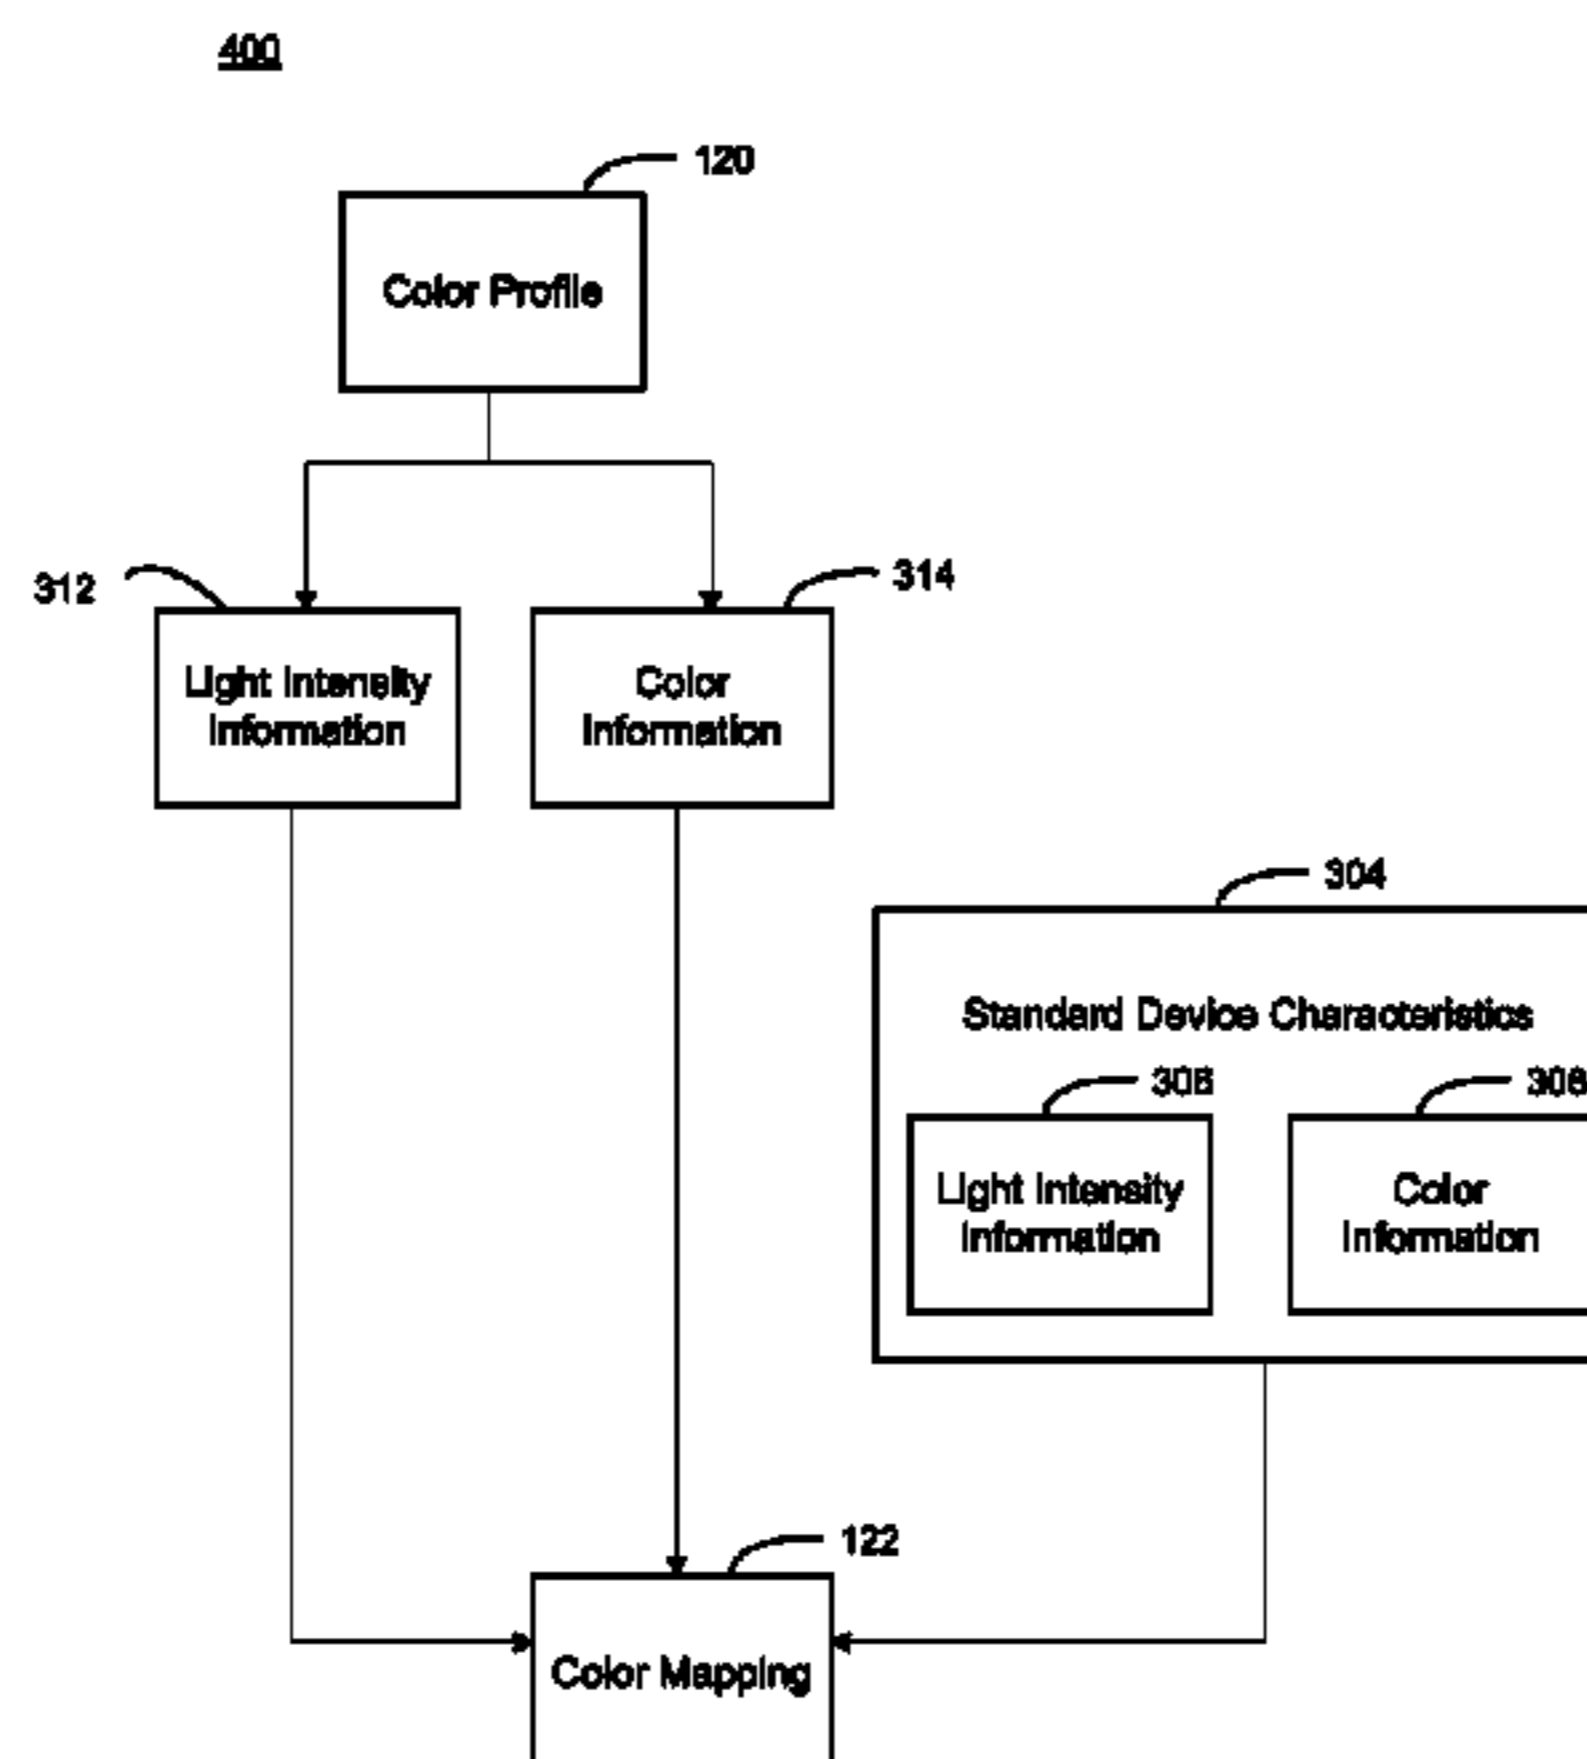 400
120
Color Profile
312
314
Light Intensity
Information
Color
Information
304
Standard Device Characteristics
306
Light Intensity
Information
Color
Information
122
Color Mapping